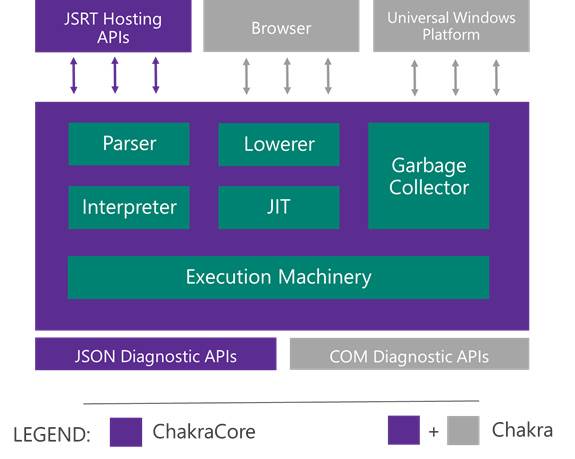 JSRT Hosting
APIs
Browser
Universal Windows
Platform
Parser
Lowerer
Garbage
Collector
Interpreter
JIT
Execution Machinery
JSON Diagnostic APIs
COM Diagnostic APIs
LEGEND:
ChakraCore
+
Chakra